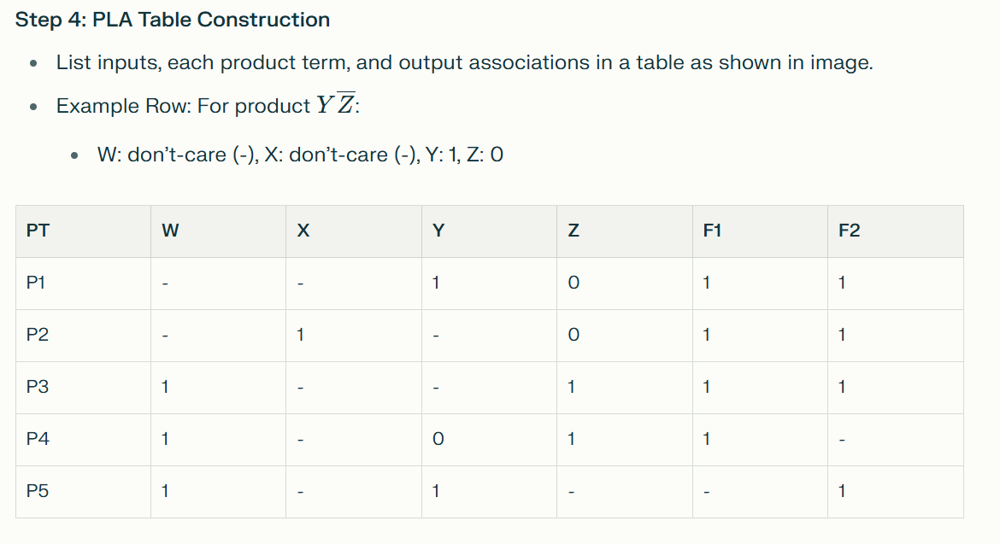 Step 4: PLA Table Construction
• List inputs, each product term, and output associations in a table as shown in image.
• Example Row: For product Y Z̅:
• W: don’t-care (-), X: don’t-care (-), Y: 1, Z: 0
PT W X Y Z F1 F2
P1 - - 1 0 1 1
P2 - 1 - 0 1 1
P3 1 - - 1 1 1
P4 1 - 0 1 1 -
P5 1 - 1 - - 1